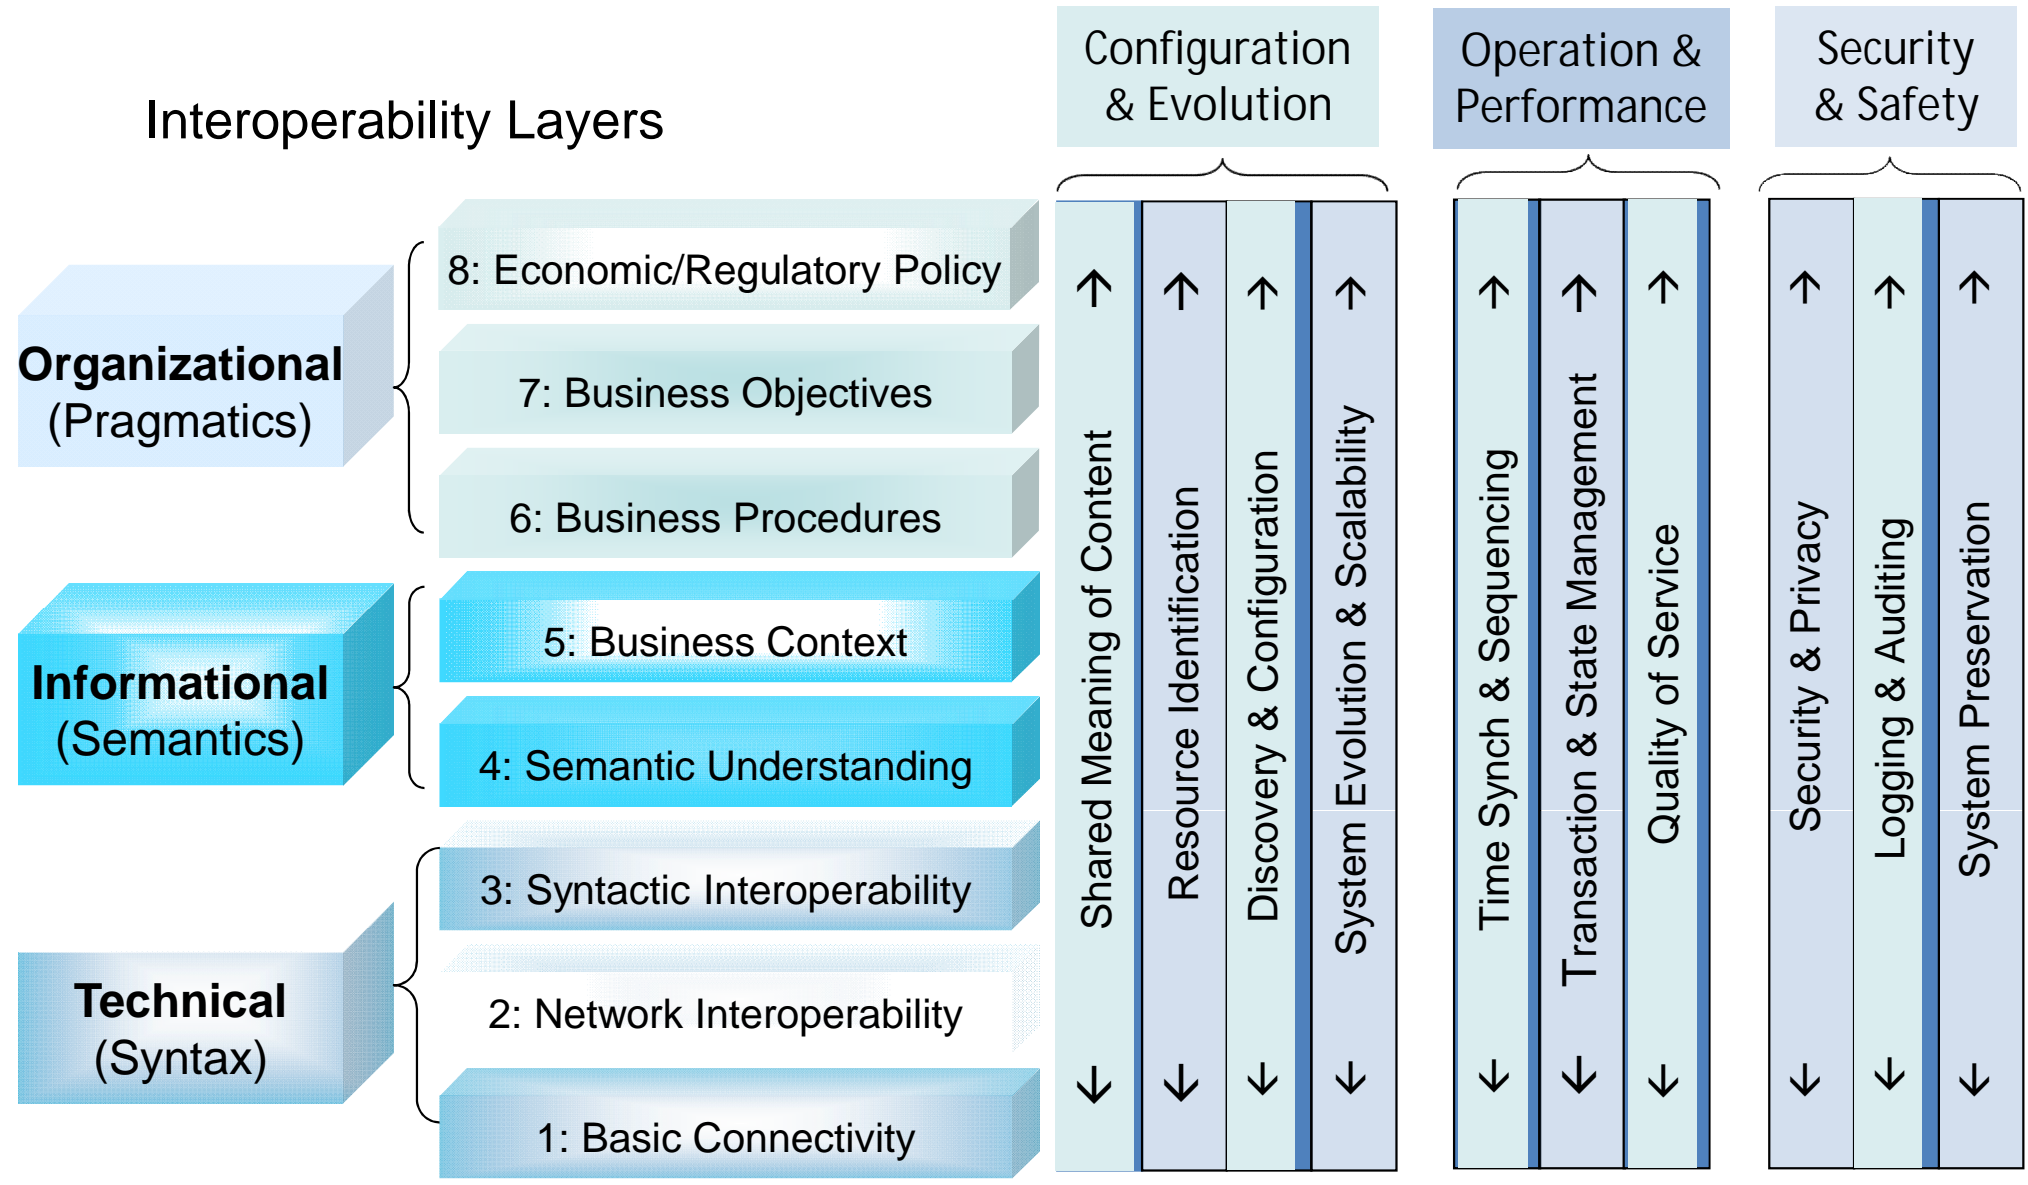 Interoperability Layers
Configuration
& Evolution
Operation &
Performance
Security
& Safety
Organizational
(Pragmatics)
8: Economic/Regulatory Policy
7: Business Objectives
6: Business Procedures
Informational
(Semantics)
5: Business Context
4: Semantic Understanding
Technical
(Syntax)
3: Syntactic Interoperability
2: Network Interoperability
1: Basic Connectivity
Shared Meaning of Content
Resource Identification
Discovery & Configuration
System Evolution & Scalability
Time Synch & Sequencing
Transaction & State Management
Quality of Service
Security & Privacy
Logging & Auditing
System Preservation